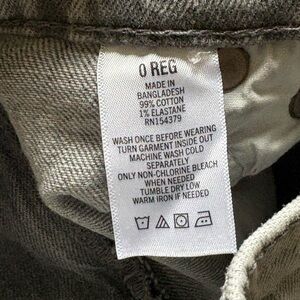 0 REG
MADE IN
BANGLADESH
99% COTTON
1% ELASTANE
RN154379
WASH ONCE BEFORE WEARING
TURN GARMENT INSIDE OUT
MACHINE WASH COLD
SEPARATELY
ONLY NON-CHLORINE BLEACH
WHEN NEEDED
TUMBLE DRY LOW
WARM IRON IF NEEDED